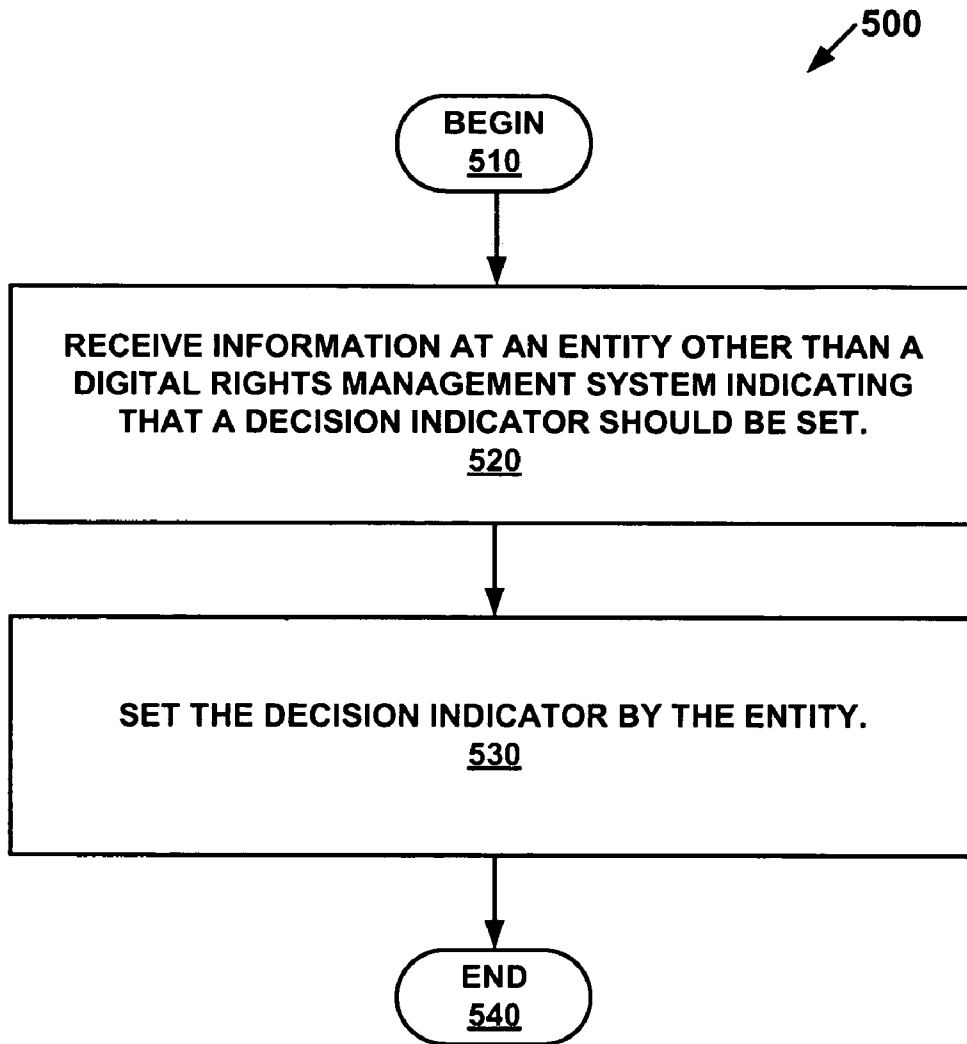 500
BEGIN
510
RECEIVE INFORMATION AT AN ENTITY OTHER THAN A
DIGITAL RIGHTS MANAGEMENT SYSTEM INDICATING
THAT A DECISION INDICATOR SHOULD BE SET.
520
SET THE DECISION INDICATOR BY THE ENTITY.
530
END
540